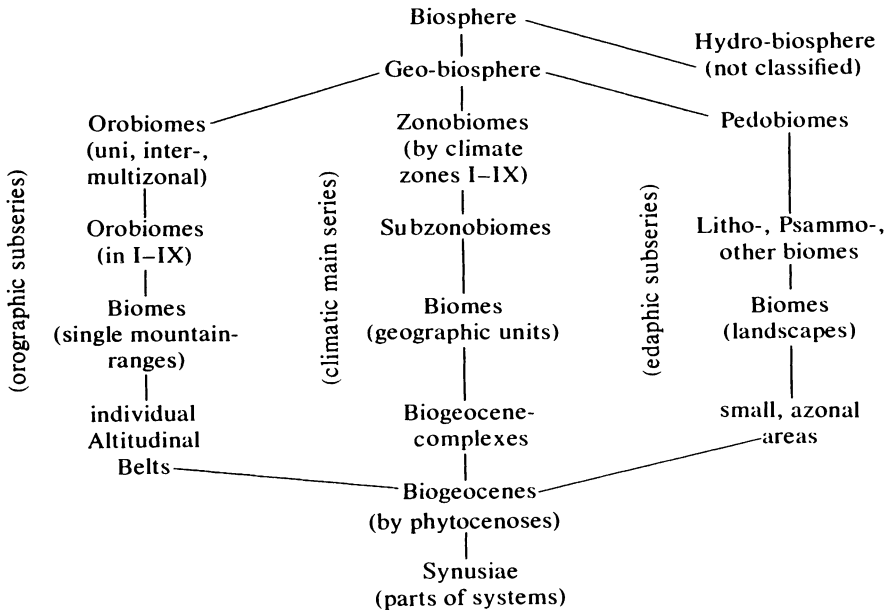 Biosphere
Hydro-biosphere
(not classified)
Geo-biosphere
Orobiomes
(uni, inter-,
multizonal)
Zonobiomes
(by climate
zones I–IX)
Pedobiomes
(orographic subseries)
(climatic main series)
(edaphic subseries)
Orobiomes
(in I–IX)
Subzonobiomes
Litho-, Psammo-,
other biomes
Biomes
(single mountain-
ranges)
Biomes
(geographic units)
Biomes
(landscapes)
individual
Altitudinal
Belts
Biogeocene-
complexes
small, azonal
areas
Biogeocenes
(by phytocenoses)
Synusiae
(parts of systems)